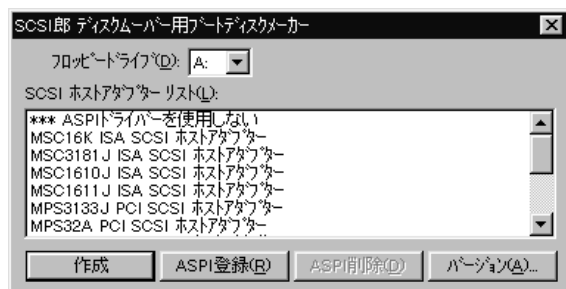 SCSI郎 ディスクムーバー用ﾌﾞｰﾄディスクメーカー
ﾌﾛｯﾋﾟｰﾄﾞﾗｲﾌﾞ(D): A:
SCSI ﾎｽﾄｱﾀﾞﾌﾟﾀｰ ﾘｽﾄ(L):
*** ASPIﾄﾞﾗｲﾊﾞｰを使用しない
MSC16K ISA SCSI ﾎｽﾄｱﾀﾞﾌﾟﾀｰ
MSC3181J ISA SCSI ﾎｽﾄｱﾀﾞﾌﾟﾀｰ
MSC1610J ISA SCSI ﾎｽﾄｱﾀﾞﾌﾟﾀｰ
MSC1611J ISA SCSI ﾎｽﾄｱﾀﾞﾌﾟﾀｰ
MPS3133J PCI SCSI ﾎｽﾄｱﾀﾞﾌﾟﾀｰ
MPS32A PCI SCSI ﾎｽﾄｱﾀﾞﾌﾟﾀｰ
作成 ASPI登録(R) ASPI削除(D) ﾊﾞｰｼﾞｮﾝ(A)...